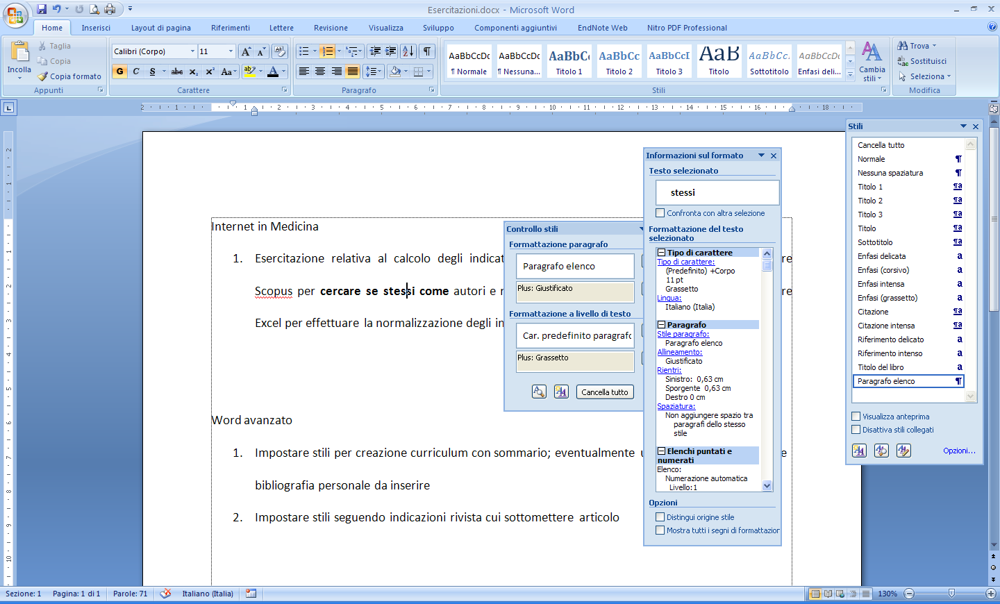 Esercitazioni.docx - Microsoft Word
Home Inserisci Layout di pagina Riferimenti Lettere Revisione Visualizza Sviluppo Componenti aggiuntivi EndNote Web Nitro PDF Professional
Incolla
Taglia
Copia
Copia formato
Appunti
Calibri (Corpo) 11
G C S abc x₂ x² Aa
Carattere
Paragrafo
AaBbCcDc AaBbCcDc AaBbC AaBbCc AaBbCcI AaB AaBbCc. AaBbCcDc
¶ Normale ¶ Nessuna... Titolo 1 Titolo 2 Titolo 3 Titolo Sottotitolo Enfasi deli...
Cambia
stili
Stili
Trova
Sostituisci
Seleziona
Modifica
2 1 1 2 3 4 5 6 7 8 9 10 11 12 13 14 15 16 18
2
1
1
2
3
4
5
6
7
8
9
10
Internet in Medicina
1. Esercitazione relativa al calcolo degli indicat re
Scopus per cercare se stessi come autori e r re
Excel per effettuare la normalizzazione degli in
Word avanzato
1. Impostare stili per creazione curriculum con sommario; eventualmente u e
bibliografia personale da inserire
2. Impostare stili seguendo indicazioni rivista cui sottomettere articolo
Controllo stili
Formattazione paragrafo
Paragrafo elenco
Plus: Giustificato
Formattazione a livello di testo
Car. predefinito paragrafo
Plus: Grassetto
Cancella tutto
Informazioni sul formato
Testo selezionato
stessi
Confronta con altra selezione
Formattazione del testo
selezionato
Tipo di carattere
Tipo di carattere:
(Predefinito) +Corpo
11 pt
Grassetto
Lingua:
Italiano (Italia)
Paragrafo
Stile paragrafo:
Paragrafo elenco
Allineamento:
Giustificato
Rientri:
Sinistro: 0,63 cm
Sporgente 0,63 cm
Destro 0 cm
Spaziatura:
Non aggiungere spazio tra
paragrafi dello stesso
stile
Elenchi puntati e
numerati
Elenco:
Numerazione automatica
Livello:1
Opzioni
Distingui origine stile
Mostra tutti i segni di formattazion
Stili
Cancella tutto
Normale ¶
Nessuna spaziatura ¶
Titolo 1 ¶a
Titolo 2 ¶a
Titolo 3 ¶a
Titolo ¶a
Sottotitolo ¶a
Enfasi delicata a
Enfasi (corsivo) a
Enfasi intensa a
Enfasi (grassetto) a
Citazione ¶a
Citazione intensa ¶a
Riferimento delicato a
Riferimento intenso a
Titolo del libro a
Paragrafo elenco ¶
Visualizza anteprima
Disattiva stili collegati
Opzioni...
Sezione: 1 Pagina: 1 di 1 Parole: 71 Italiano (Italia) 130%